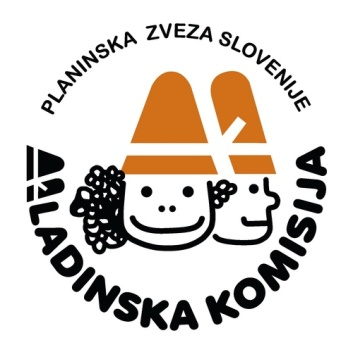 PLANINSKA ZVEZA SLOVENIJE
MLADINSKA KOMISIJA